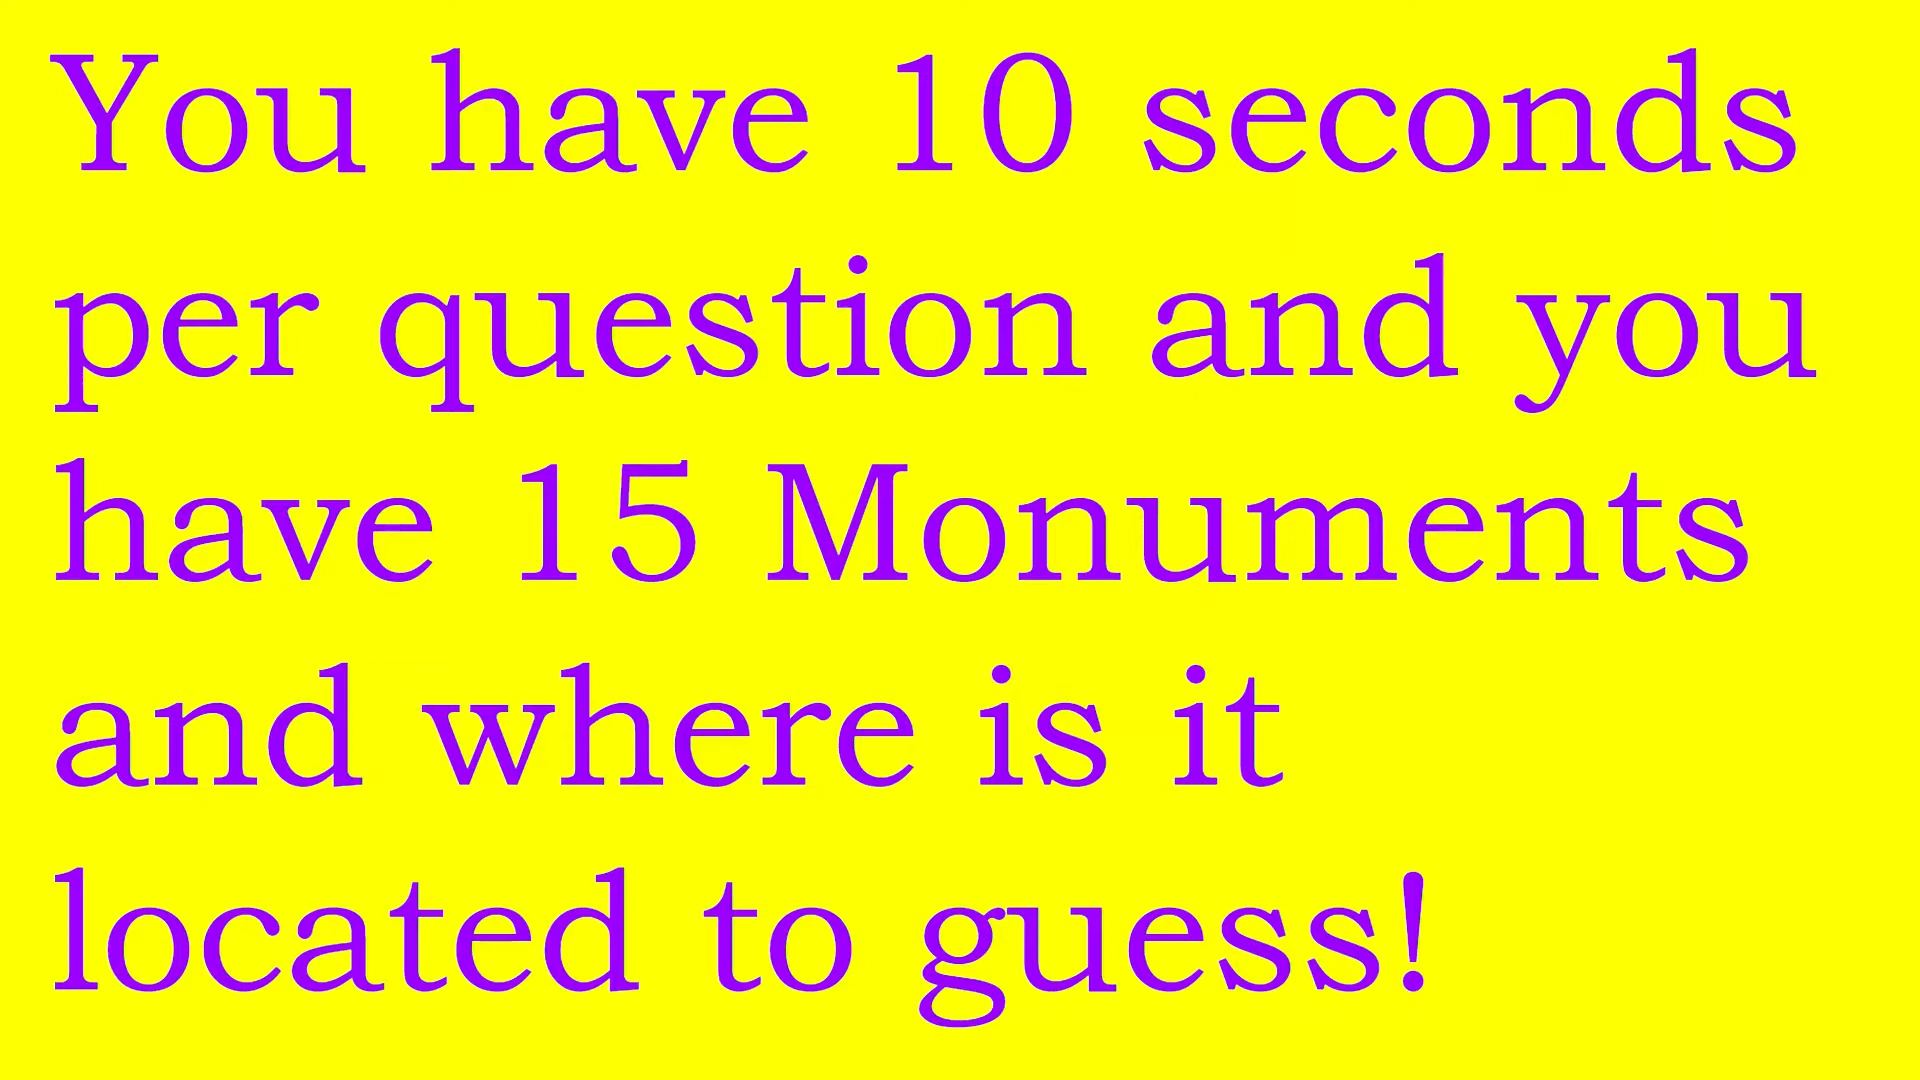 You have 10 seconds
per question and you
have 15 Monuments
and where is it
located to guess!